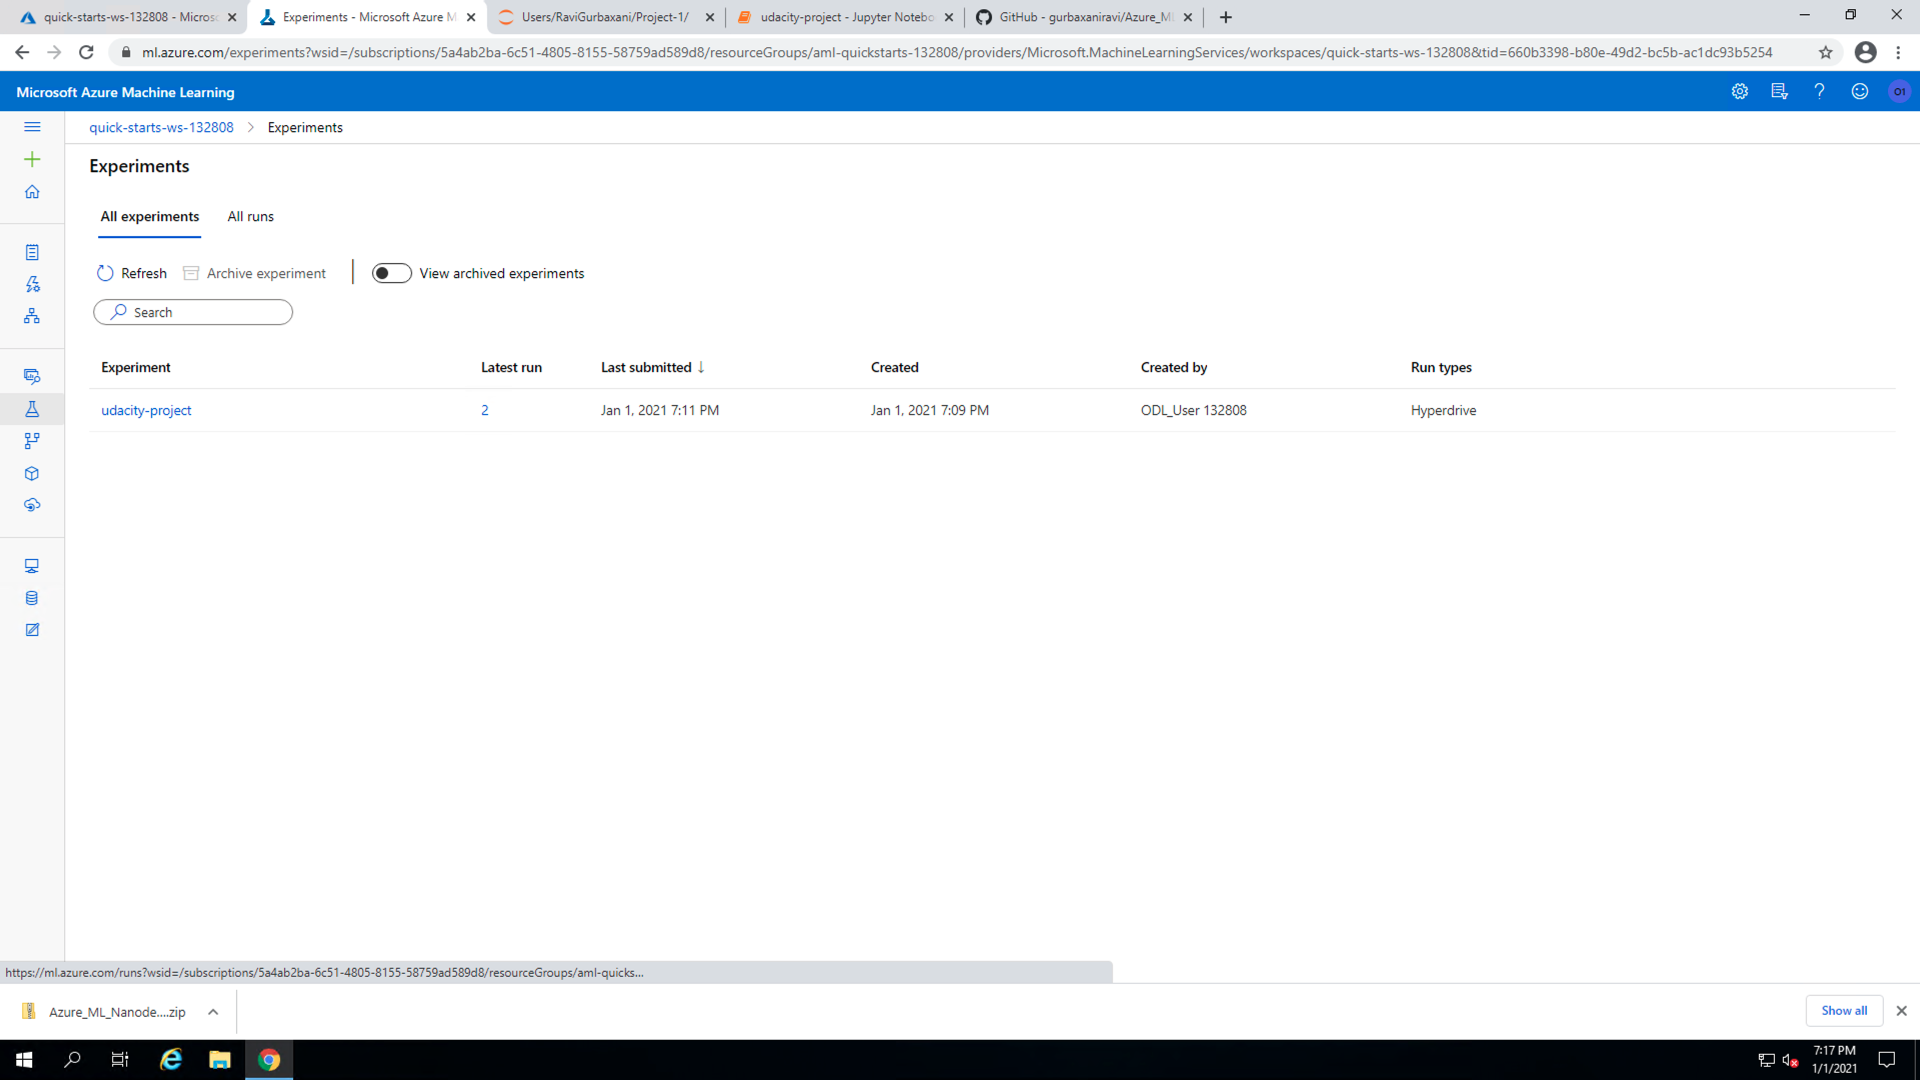 quick-starts-ws-132808 - Micros
Experiments - Microsoft Azure M
Users/RaviGurbaxani/Project-1/
udacity-project - Jupyter Notebo
GitHub - gurbaxaniravi/Azure_ML
ml.azure.com/experiments?wsid=/subscriptions/5a4ab2ba-6c51-4805-8155-58759ad589d8/resourceGroups/aml-quickstarts-132808/providers/Microsoft.MachineLearningServices/workspaces/quick-starts-ws-132808&tid=660b3398-b80e-49d2-bc5b-ac1dc93b5254
Microsoft Azure Machine Learning
O1
quick-starts-ws-132808 > Experiments
Experiments
All experiments All runs
Refresh Archive experiment View archived experiments
Search
Experiment Latest run Last submitted ↓ Created Created by Run types
udacity-project 2 Jan 1, 2021 7:11 PM Jan 1, 2021 7:09 PM ODL_User 132808 Hyperdrive
https://ml.azure.com/runs?wsid=/subscriptions/5a4ab2ba-6c51-4805-8155-58759ad589d8/resourceGroups/aml-quicks...
Azure_ML_Nanode....zip
Show all
7:17 PM
1/1/2021